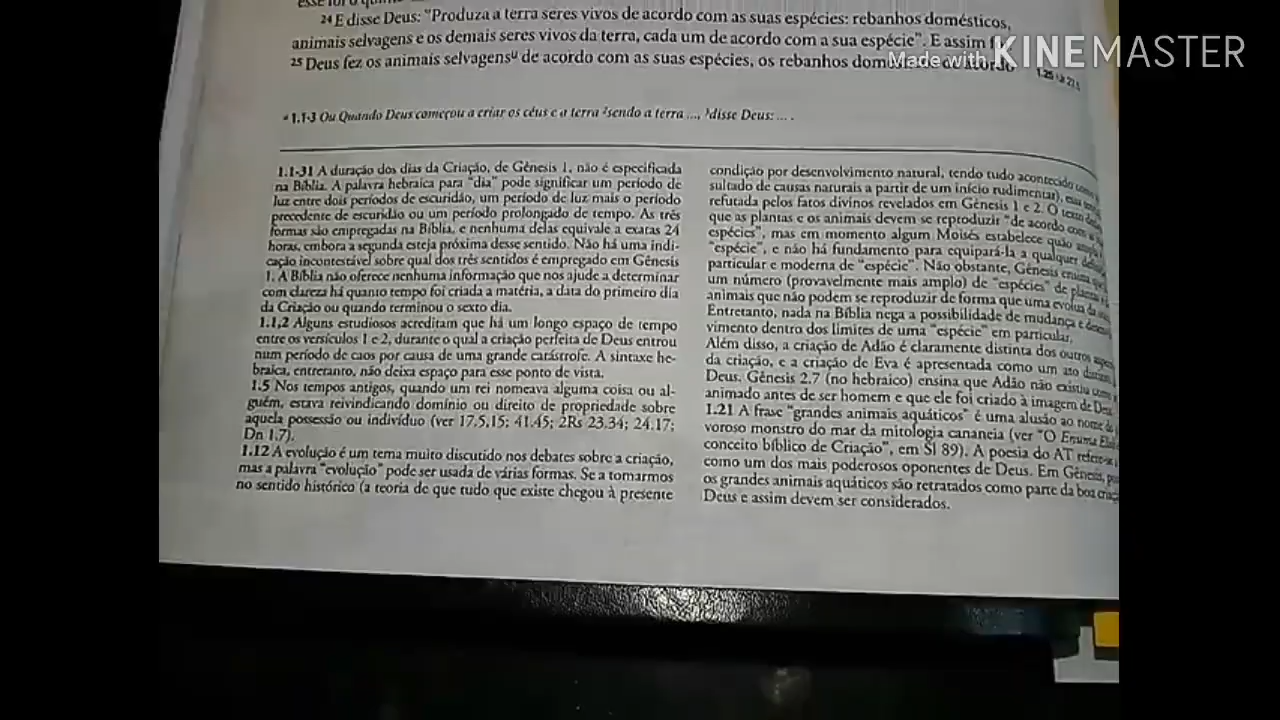 24 E disse Deus: "Produza a terra seres vivos de acordo com as suas espécies: rebanhos domésticos,
animais selvagens e os demais seres vivos da terra, cada um de acordo com a sua espécie". E assim
25 Deus fez os animais selvagens de acordo com as suas espécies, os rebanhos
Made with KINEMASTER
1.1-3 Ou Quando Deus começou a criar os céus e a terra ²sendo a terra ..., ³disse Deus: ... .
1.1-31 A duração dos dias da Criação, de Gênesis 1, não é especificada
na Bíblia. A palavra hebraica para "dia" pode significar um período de
luz entre dois períodos de escuridão, um período de luz mais o período
precedente de escuridão ou um período prolongado de tempo. As três
formas são empregadas na Bíblia, e nenhuma delas equivale a exatas 24
horas, embora a segunda esteja próxima desse sentido. Não há uma indi-
cação incontestável sobre qual dos três sentidos é empregado em Gênesis
1. A Bíblia não oferece nenhuma informação que nos ajude a determinar
com clareza há quanto tempo foi criada a matéria, a data do primeiro dia
da Criação ou quando terminou o sexto dia.
1.1,2 Alguns estudiosos acreditam que há um longo espaço de tempo
entre os versículos 1 e 2, durante o qual a criação perfeita de Deus entrou
num período de caos por causa de uma grande catástrofe. A sintaxe he-
braica, entretanto, não deixa espaço para esse ponto de vista.
1.5 Nos tempos antigos, quando um rei nomeava alguma coisa ou al-
guém, estava reivindicando domínio ou direito de propriedade sobre
aquela possessão ou indivíduo (ver 17.5,15; 41.45; 2Rs 23.34; 24.17;
Dn 1.7).
1.12 A evolução é um tema muito discutido nos debates sobre a criação,
mas a palavra "evolução" pode ser usada de várias formas. Se a tomarmos
no sentido histórico (a teoria de que tudo que existe chegou à presente
condição por desenvolvimento natural, tendo tudo acontecido como
sultado de causas naturais a partir de um início rudimentar), essa
refutada pelos fatos divinos revelados em Gênesis 1 e 2. O texto
que as plantas e os animais devem se reproduzir "de acordo com
espécies", mas em momento algum Moisés estabelece quão
"espécie", e não há fundamento para equipará-la a qualquer
particular e moderna de "espécie". Não obstante, Gênesis ensina que
um número (provavelmente mais amplo) de "espécies" de plantas
animais que não podem se reproduzir de forma que uma evolua da
Entretanto, nada na Bíblia nega a possibilidade de mudança e
vimento dentro dos limites de uma "espécie" em particular.
Além disso, a criação de Adão é claramente distinta dos outros
da criação, e a criação de Eva é apresentada como um ato
Deus. Gênesis 2.7 (no hebraico) ensina que Adão não existia como
animado antes de ser homem e que ele foi criado à imagem de
1.21 A frase "grandes animais aquáticos" é uma alusão ao nome
voroso monstro do mar da mitologia cananeia (ver "O Enuma
conceito bíblico de Criação", em Sl 89). A poesia do AT
como um dos mais poderosos oponentes de Deus. Em Gênesis,
os grandes animais aquáticos são retratados como parte da boa
Deus e assim devem ser considerados.